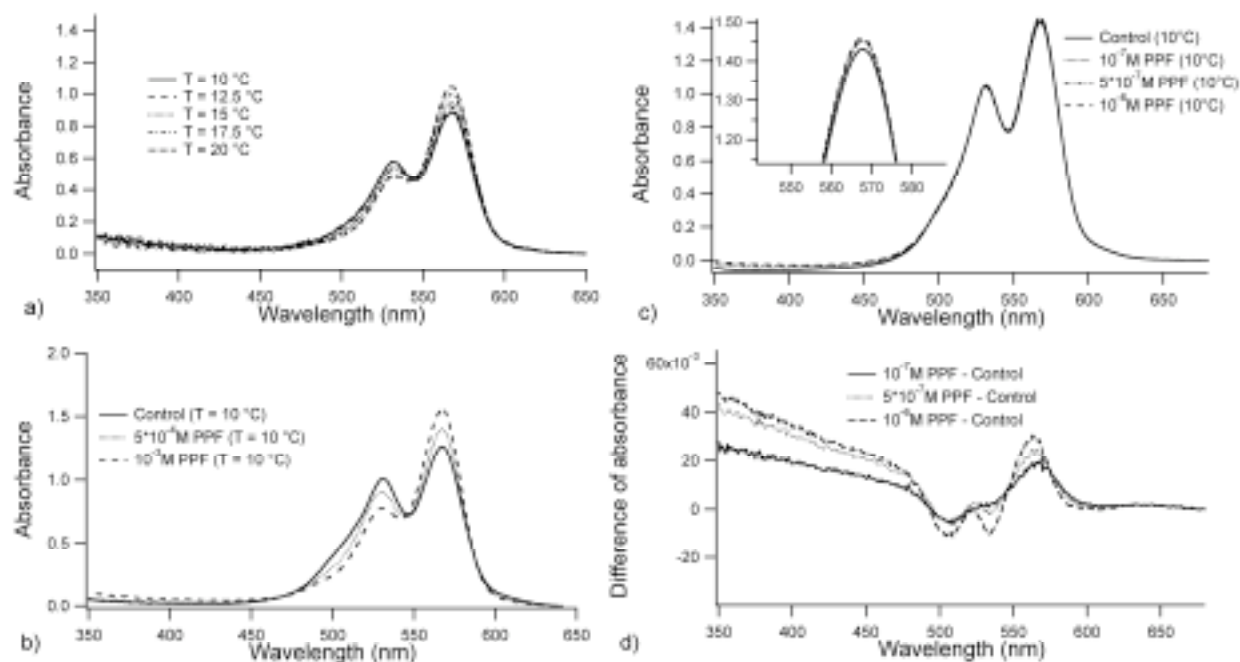 1.4
1.2
1.0
0.8
0.6
0.4
0.2
0.0
Absorbance
T = 10 °C
T = 12.5 °C
T = 15 °C
T = 17.5 °C
T = 20 °C
350 400 450 500 550 600 650
Wavelength (nm)
a)
1.4
1.2
1.0
0.8
0.6
0.4
0.2
0.0
Absorbance
1.50
1.40
1.30
1.20
550 560 570 580
Control (10°C)
10⁻⁷M PPF (10°C)
5*10⁻⁷M PPF (10°C)
10⁻⁶M PPF (10°C)
350 400 450 500 550 600 650
Wavelength (nm)
c)
2.0
1.5
1.0
0.5
0.0
Absorbance
Control (T = 10 °C)
PPF (T = 10 °C)
PPF (T = 10 °C)
350 400 450 500 550 600 650
Wavelength (nm)
b)
60x10⁻³
40
20
0
-20
Difference of absorbance
10⁻⁷M PPF - Control
5*10⁻⁷M PPF - Control
10⁻⁶M PPF - Control
350 400 450 500 550 600 650
Wavelength (nm)
d)